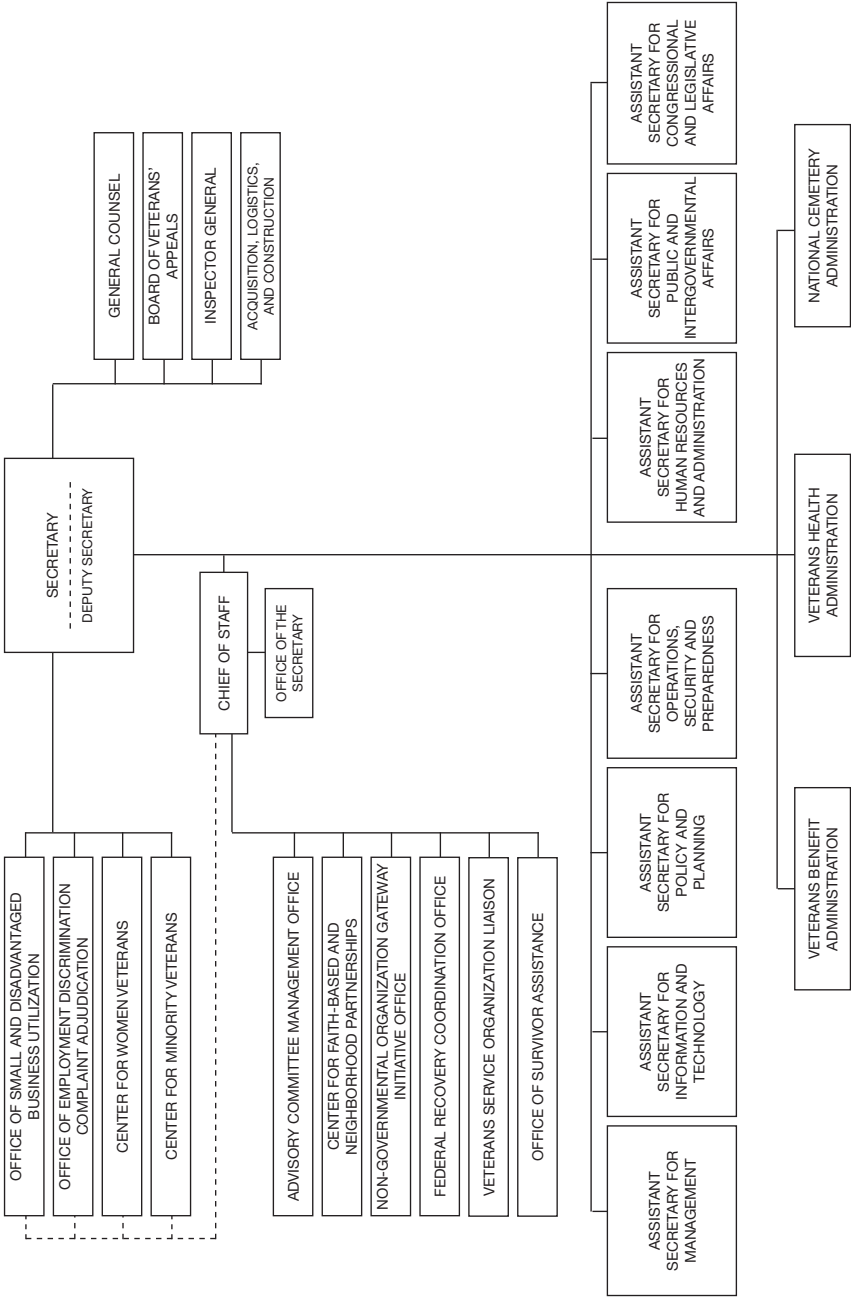 SECRETARY
DEPUTY SECRETARY
OFFICE OF SMALL AND DISADVANTAGED
BUSINESS UTILIZATION
OFFICE OF EMPLOYMENT DISCRIMINATION
COMPLAINT ADJUDICATION
CENTER FOR WOMEN VETERANS
CENTER FOR MINORITY VETERANS
GENERAL COUNSEL
BOARD OF VETERANS'
APPEALS
INSPECTOR GENERAL
ACQUISITION, LOGISTICS,
AND CONSTRUCTION
CHIEF OF STAFF
OFFICE OF THE
SECRETARY
ADVISORY COMMITTEE MANAGEMENT OFFICE
CENTER FOR FAITH-BASED AND
NEIGHBORHOOD PARTNERSHIPS
NON-GOVERNMENTAL ORGANIZATION GATEWAY
INITIATIVE OFFICE
FEDERAL RECOVERY COORDINATION OFFICE
VETERANS SERVICE ORGANIZATION LIAISON
OFFICE OF SURVIVOR ASSISTANCE
ASSISTANT
SECRETARY FOR
MANAGEMENT
ASSISTANT
SECRETARY FOR
INFORMATION AND
TECHNOLOGY
ASSISTANT
SECRETARY FOR
POLICY AND
PLANNING
ASSISTANT
SECRETARY FOR
OPERATIONS,
SECURITY AND
PREPAREDNESS
ASSISTANT
SECRETARY FOR
HUMAN RESOURCES
AND ADMINISTRATION
ASSISTANT
SECRETARY FOR
PUBLIC AND
INTERGOVERNMENTAL
AFFAIRS
ASSISTANT
SECRETARY FOR
CONGRESSIONAL
AND LEGISLATIVE
AFFAIRS
VETERANS BENEFIT
ADMINISTRATION
VETERANS HEALTH
ADMINISTRATION
NATIONAL CEMETERY
ADMINISTRATION